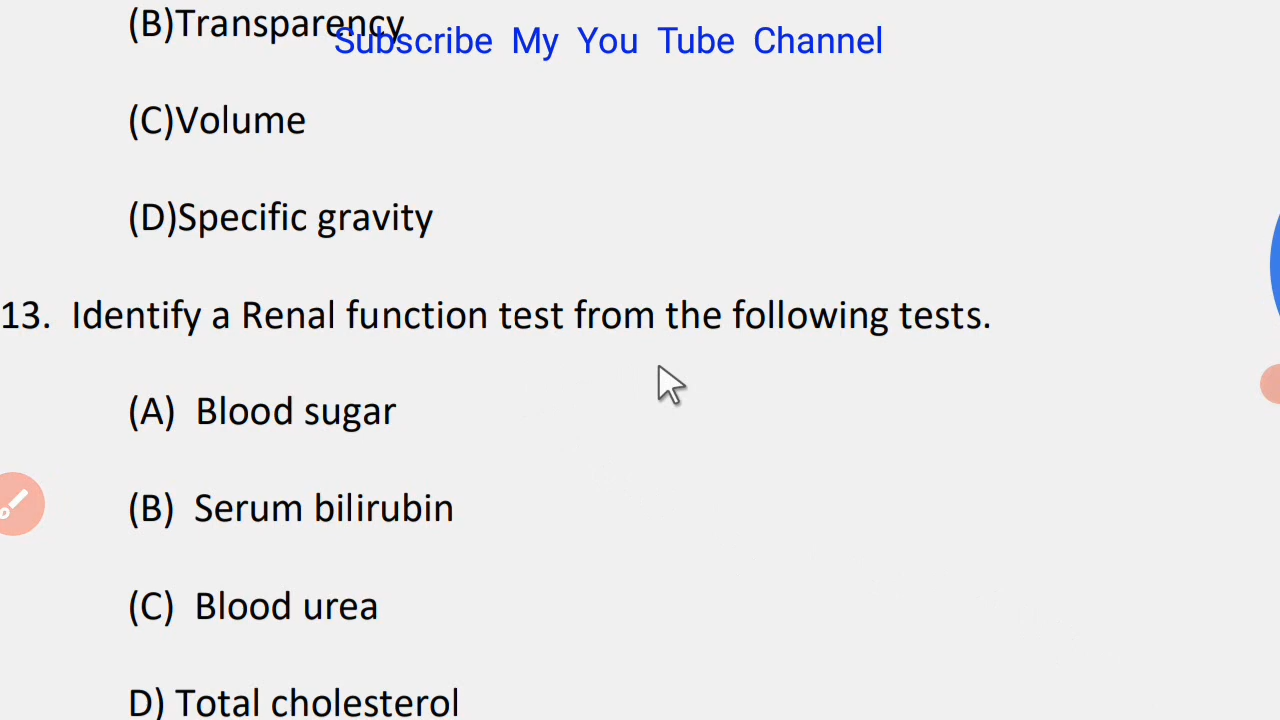 (B)Transparency
Subscribe My You Tube Channel
(C)Volume
(D)Specific gravity
13. Identify a Renal function test from the following tests.
(A) Blood sugar
(B) Serum bilirubin
(C) Blood urea
D) Total cholesterol